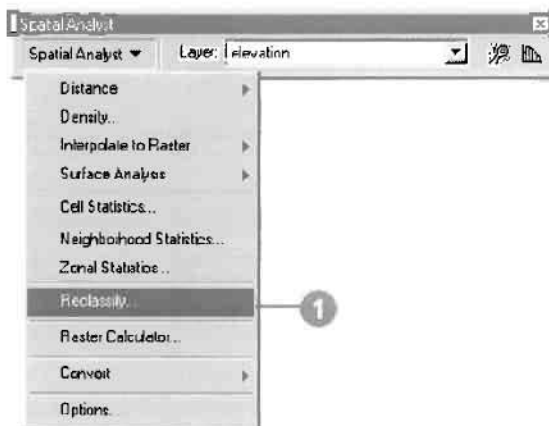 Spatial Analyst
Spatial Analyst Layer: elevation
Distance
Density...
Interpolate to Raster
Surface Analysis
Cell Statistics...
Neighborhood Statistics...
Zonal Statistics...
Reclassify...
1
Raster Calculator...
Convert
Options...